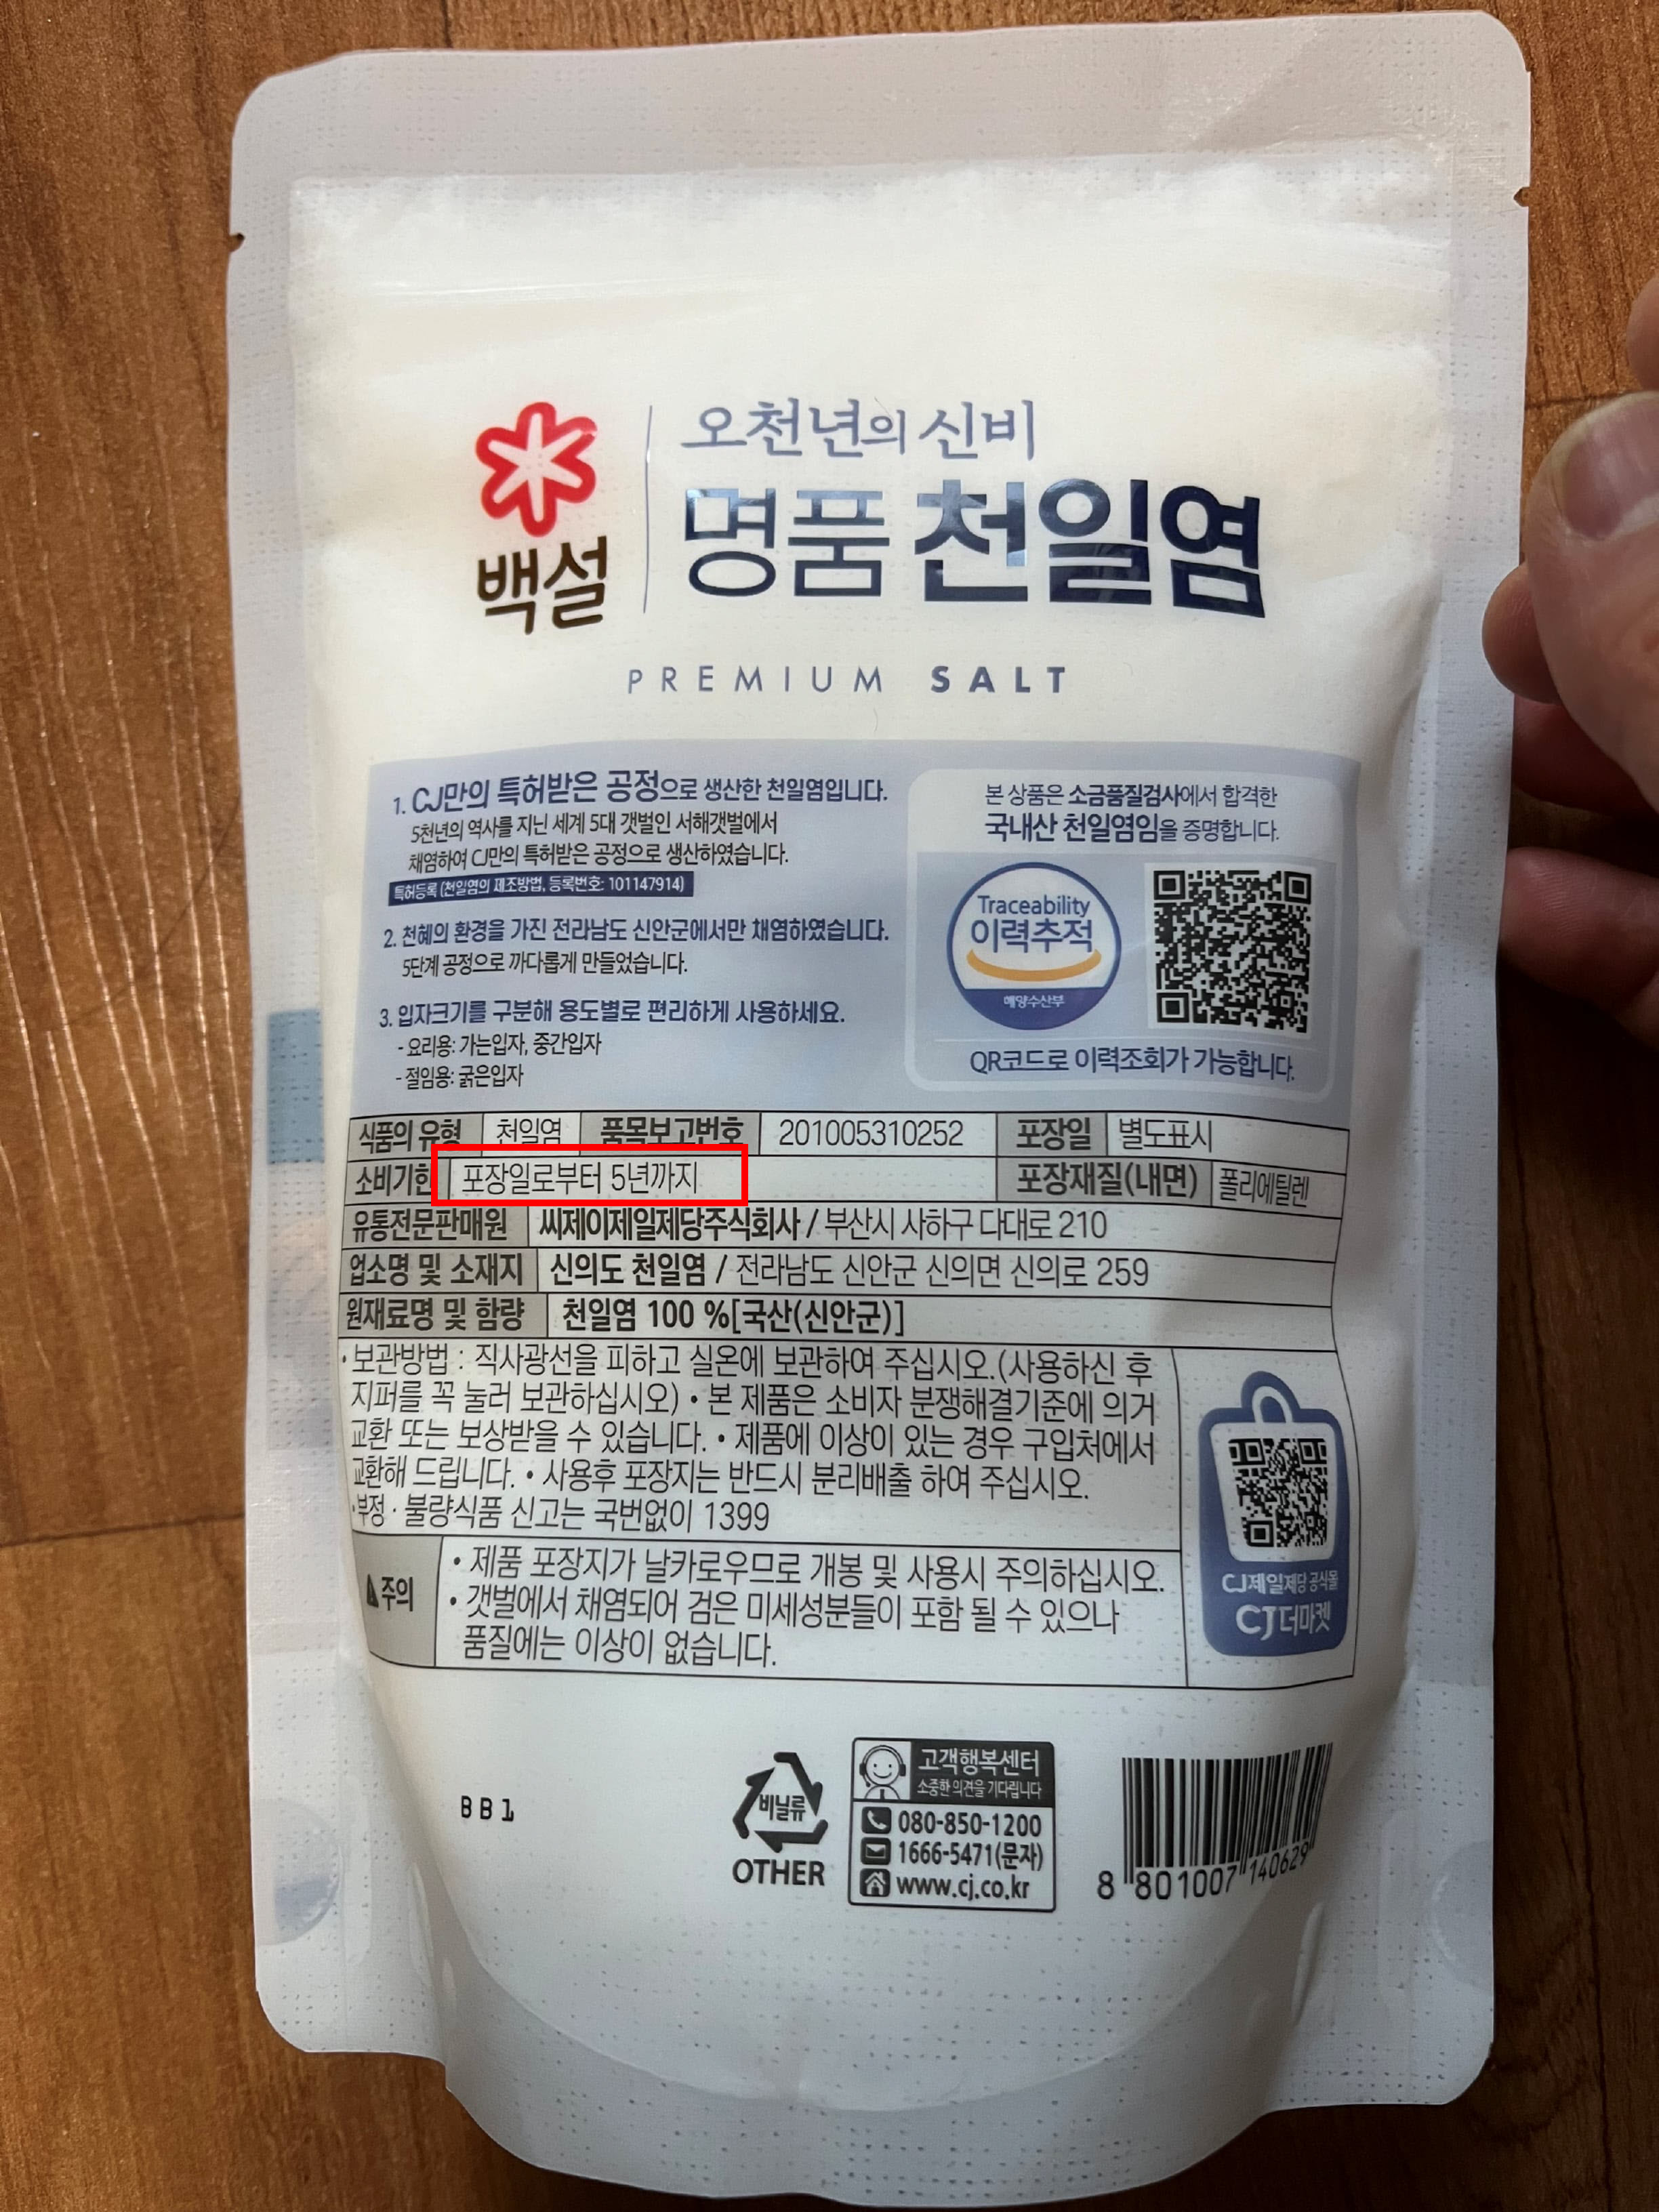 오천년의 신비
백설
명품 천일염
PREMIUM SALT
1. CJ만의 특허받은 공정으로 생산한 천일염입니다.
5천년의 역사를 지닌 세계 5대 갯벌인 서해갯벌에서
채염하여 CJ만의 특허받은 공정으로 생산하였습니다.
특허등록 (천일염의 제조방법, 등록번호: 101147914)
2. 천혜의 환경을 가진 전라남도 신안군에서만 채염하였습니다.
5단계 공정으로 까다롭게 만들었습니다.
3. 입자크기를 구분해 용도별로 편리하게 사용하세요.
- 요리용: 가는입자, 중간입자
- 절임용: 굵은입자
본 상품은 소금품질검사에서 합격한
국내산 천일염임을 증명합니다.
Traceability
이력추적
해양수산부
QR코드로 이력조회가 가능합니다.
식품의 유형 천일염 품목보고번호 201005310252 포장일 별도표시
소비기한 포장일로부터 5년까지 포장재질(내면) 폴리에틸렌
유통전문판매원 씨제이제일제당주식회사 / 부산시 사하구 다대로 210
업소명 및 소재지 신의도 천일염 / 전라남도 신안군 신의면 신의로 259
원재료명 및 함량 천일염 100 %[국산(신안군)]
• 보관방법 : 직사광선을 피하고 실온에 보관하여 주십시오.(사용하신 후
지퍼를 꼭 눌러 보관하십시오) • 본 제품은 소비자 분쟁해결기준에 의거
교환 또는 보상받을 수 있습니다. • 제품에 이상이 있는 경우 구입처에서
교환해 드립니다. • 사용후 포장지는 반드시 분리배출 하여 주십시오.
• 부정 · 불량식품 신고는 국번없이 1399
주의
• 제품 포장지가 날카로우므로 개봉 및 사용시 주의하십시오.
• 갯벌에서 채염되어 검은 미세성분들이 포함 될 수 있으나
품질에는 이상이 없습니다.
CJ제일제당 공식몰
CJ더마켓
BB1
비닐류
OTHER
고객행복센터
소중한 의견을 기다립니다
080-850-1200
1666-5471(문자)
www.cj.co.kr
8 801007 140629